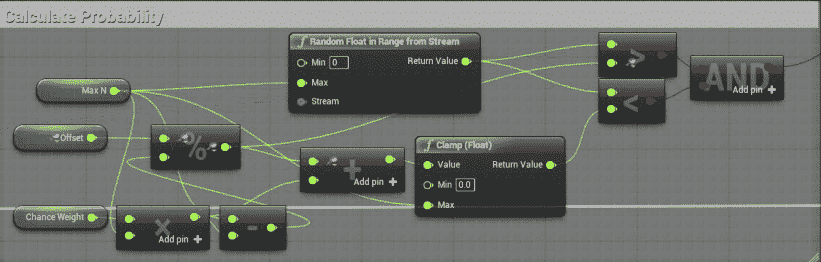 Calculate Probability
Random Float in Range from Stream
Min 0
Return Value
Max
Stream
>
AND
Add pin +
<
Max N
Offset
%
Clamp (Float)
Value
Return Value
Min 0.0
Max
+
Add pin +
Chance Weight
×
Add pin +
-